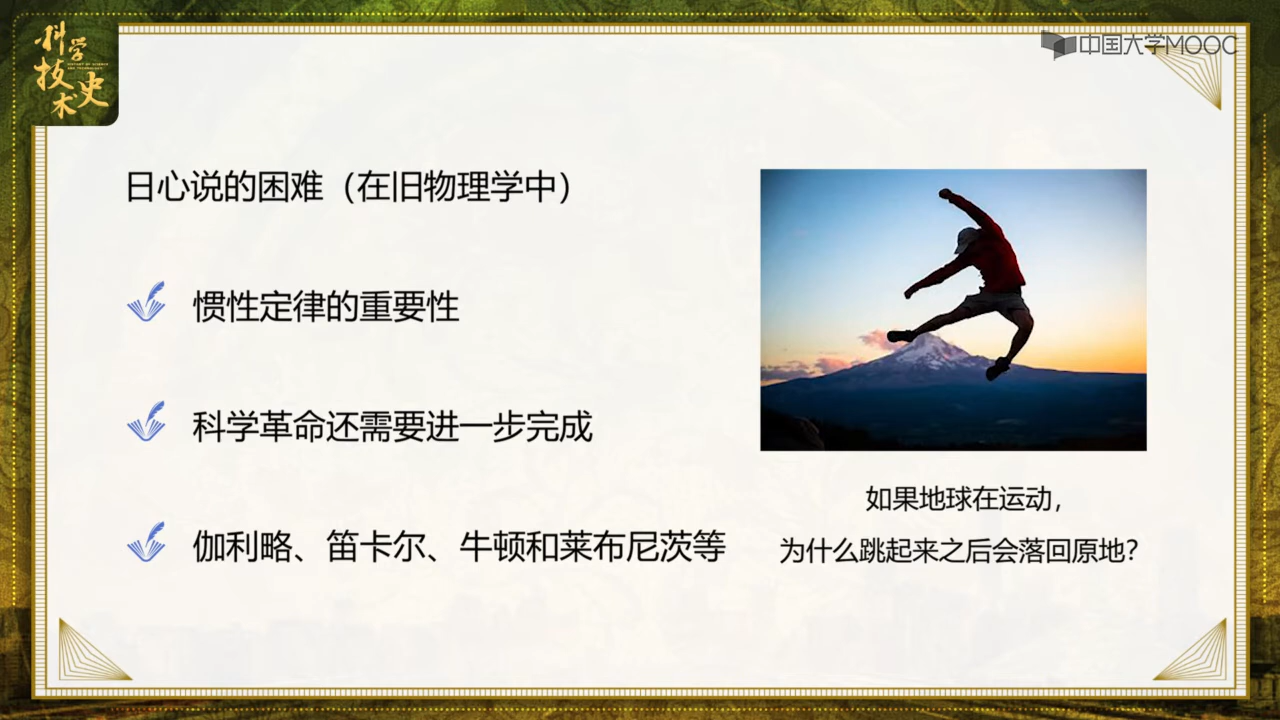 科学
技术史
中国大学MOOC
日心说的困难（在旧物理学中）
惯性定律的重要性
科学革命还需要进一步完成
伽利略、笛卡尔、牛顿和莱布尼茨等
如果地球在运动，
为什么跳起来之后会落回原地？